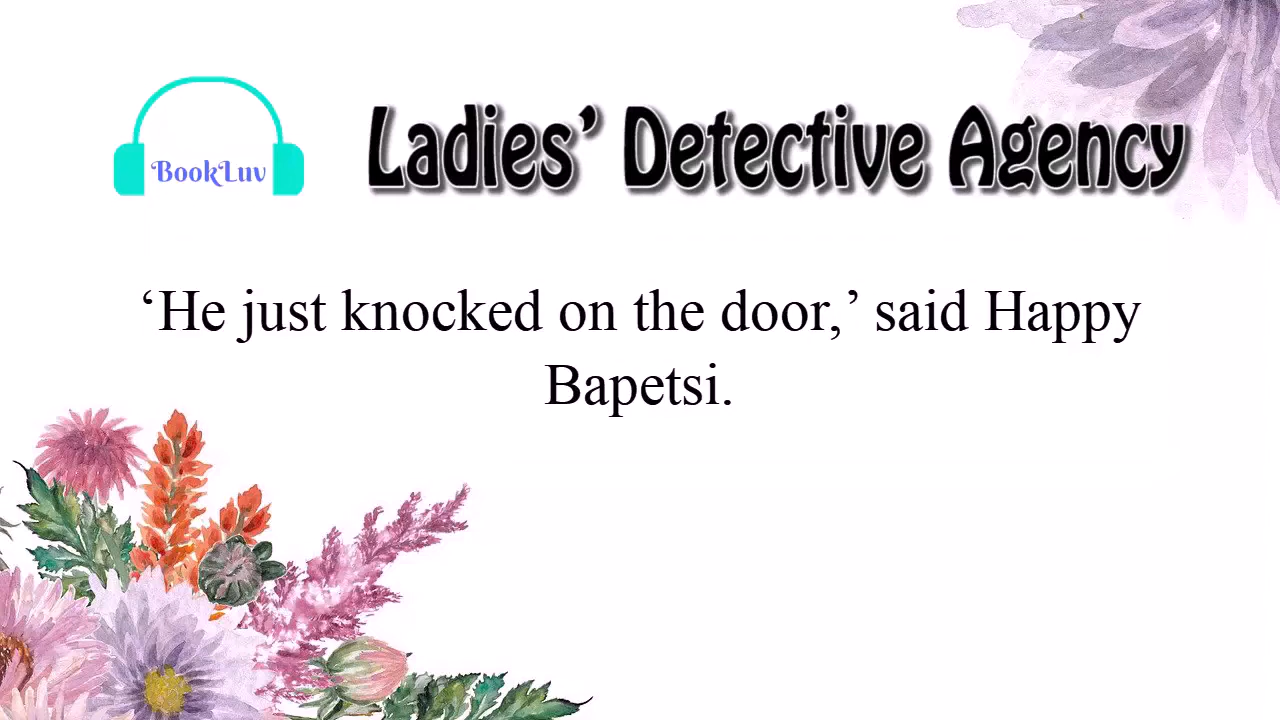 BookLuv
Ladies’ Detective Agency
‘He just knocked on the door,’ said Happy
Bapetsi.